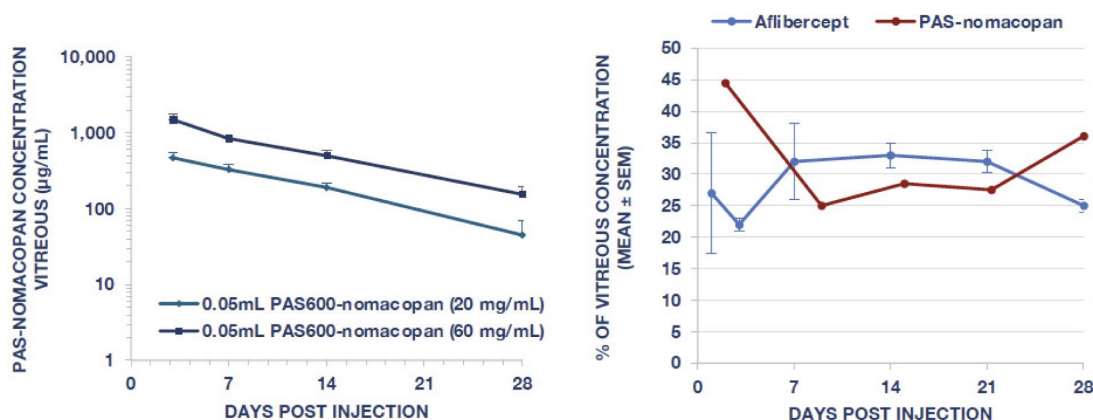 PAS-NOMACOPAN CONCENTRATION
VITREOUS (µg/mL)
10,000
1,000
100
10
1
0.05mL PAS600-nomacopan (20 mg/mL)
0.05mL PAS600-nomacopan (60 mg/mL)
0 7 14 21 28
DAYS POST INJECTION
Aflibercept PAS-nomacopan
% OF VITREOUS CONCENTRATION
(MEAN ± SEM)
50
45
40
35
30
25
20
15
10
5
0
0 7 14 21 28
DAYS POST INJECTION